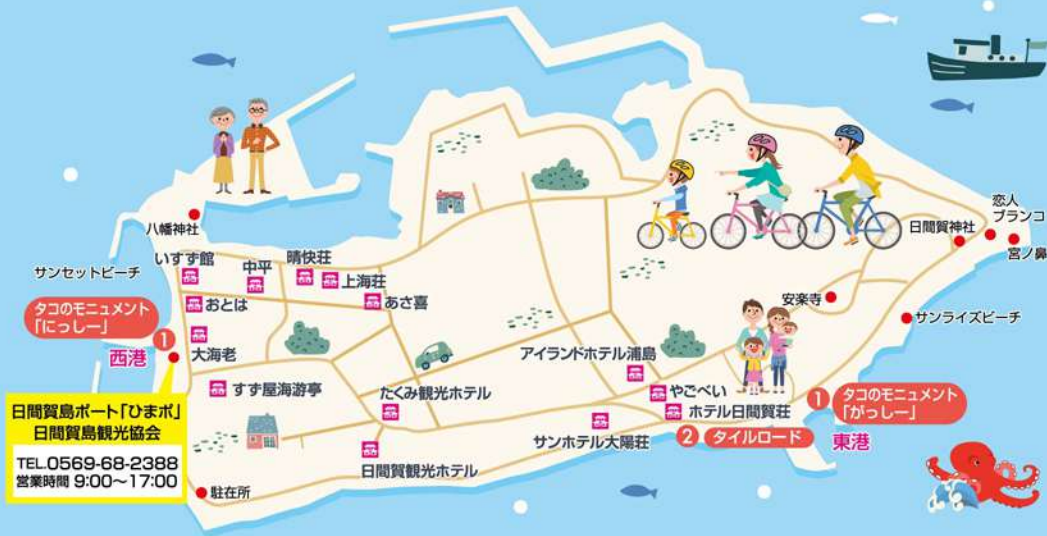 八幡神社
いすず館
サンセットビーチ
中平
晴快荘
上海荘
おとは
あさ喜
タコのモニュメント
「にっしー」
1
西港
大海老
すず屋海游亭
たくみ観光ホテル
アイランドホテル浦島
やごべい
ホテル日間賀荘
サンホテル大陽荘
日間賀観光ホテル
日間賀島ポート「ひまポ」
日間賀島観光協会
TEL.0569-68-2388
営業時間 9:00〜17:00
駐在所
恋人
ブランコ
日間賀神社
宮ノ鼻
安楽寺
サンライズビーチ
1
タコのモニュメント
「がっしー」
2 タイルロード
東港